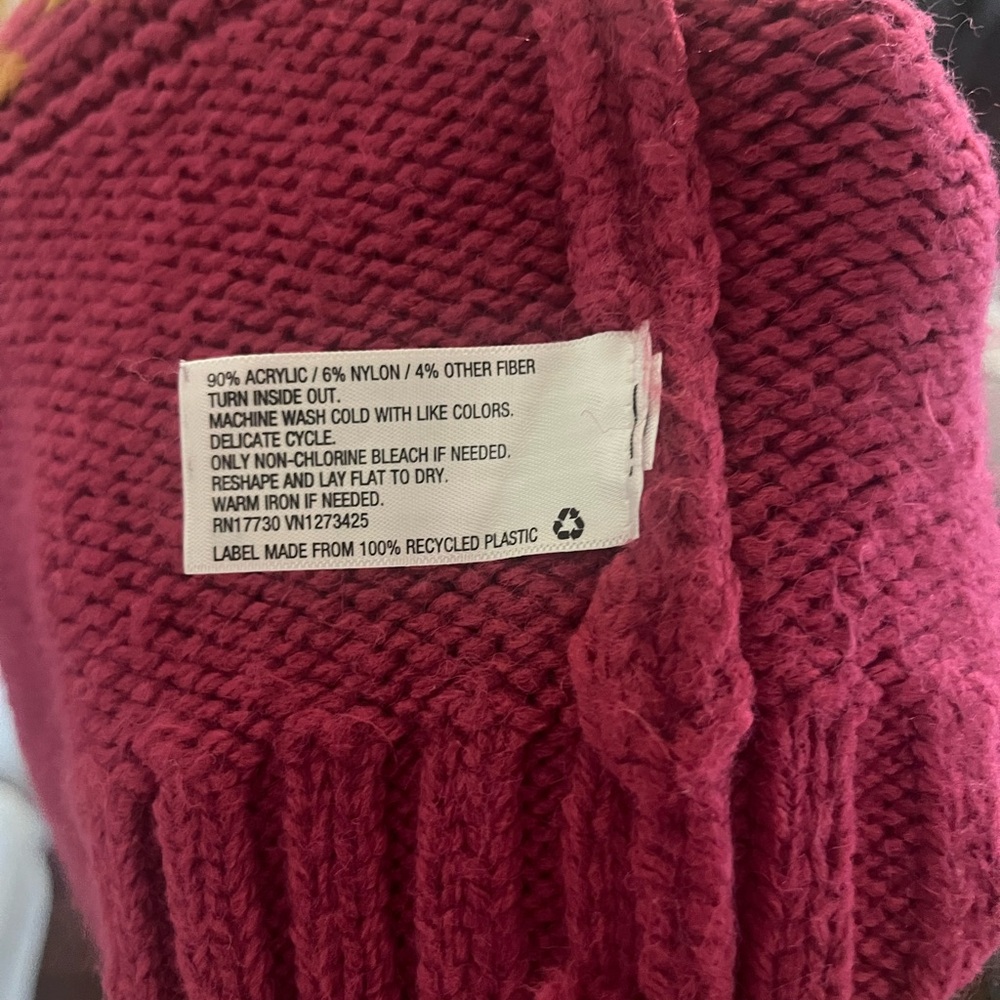 90% ACRYLIC / 6% NYLON / 4% OTHER FIBER
TURN INSIDE OUT.
MACHINE WASH COLD WITH LIKE COLORS.
DELICATE CYCLE.
ONLY NON-CHLORINE BLEACH IF NEEDED.
RESHAPE AND LAY FLAT TO DRY.
WARM IRON IF NEEDED.
RN17730 VN1273425
LABEL MADE FROM 100% RECYCLED PLASTIC